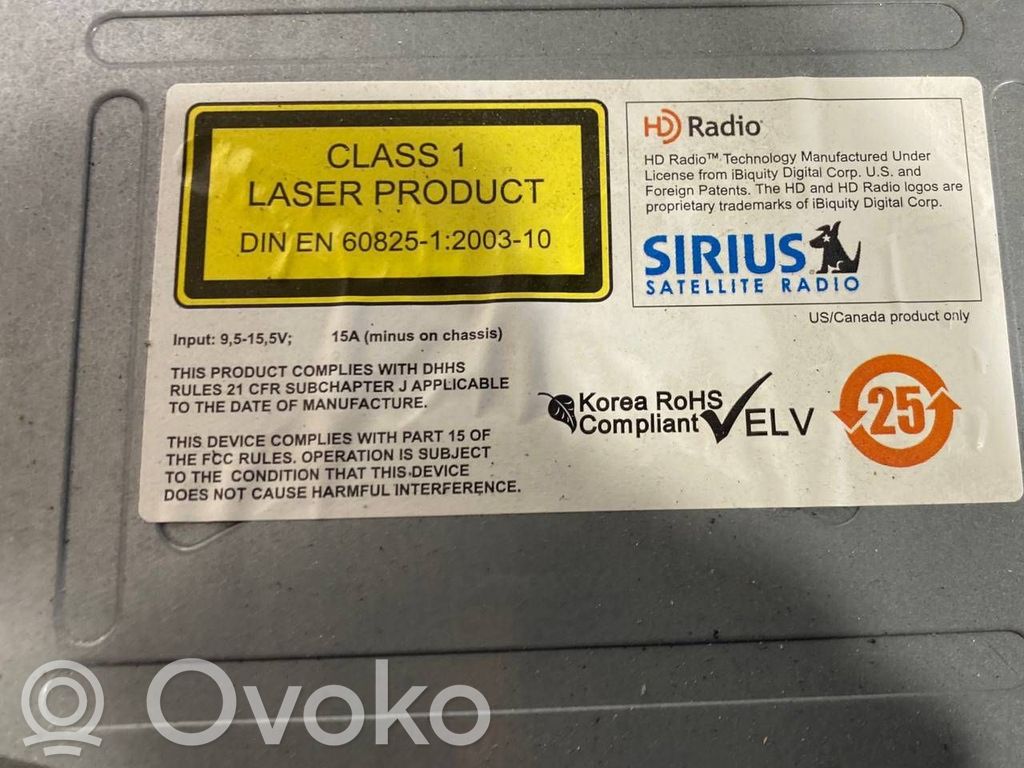 CLASS 1
LASER PRODUCT
DIN EN 60825-1:2003-10
HD Radio
HD Radio™ Technology Manufactured Under
License from iBiquity Digital Corp. U.S. and
Foreign Patents. The HD and HD Radio logos are
proprietary trademarks of iBiquity Digital Corp.
SIRIUS
SATELLITE RADIO
US/Canada product only
Input: 9,5-15,5V; 15A (minus on chassis)
THIS PRODUCT COMPLIES WITH DHHS
RULES 21 CFR SUBCHAPTER J APPLICABLE
TO THE DATE OF MANUFACTURE.
THIS DEVICE COMPLIES WITH PART 15 OF
THE FCC RULES. OPERATION IS SUBJECT
TO THE CONDITION THAT THIS DEVICE
DOES NOT CAUSE HARMFUL INTERFERENCE.
Korea RoHS
Compliant
ELV
25
Ovoko